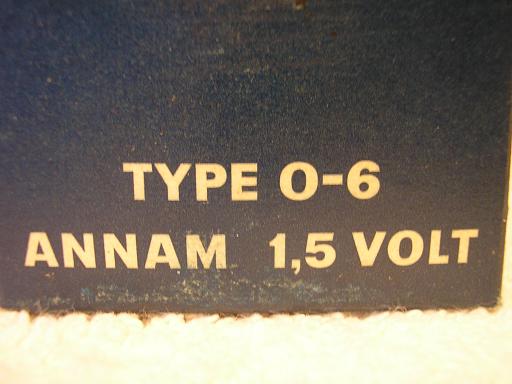 TYPE O-6
ANNAM 1,5 VOLT